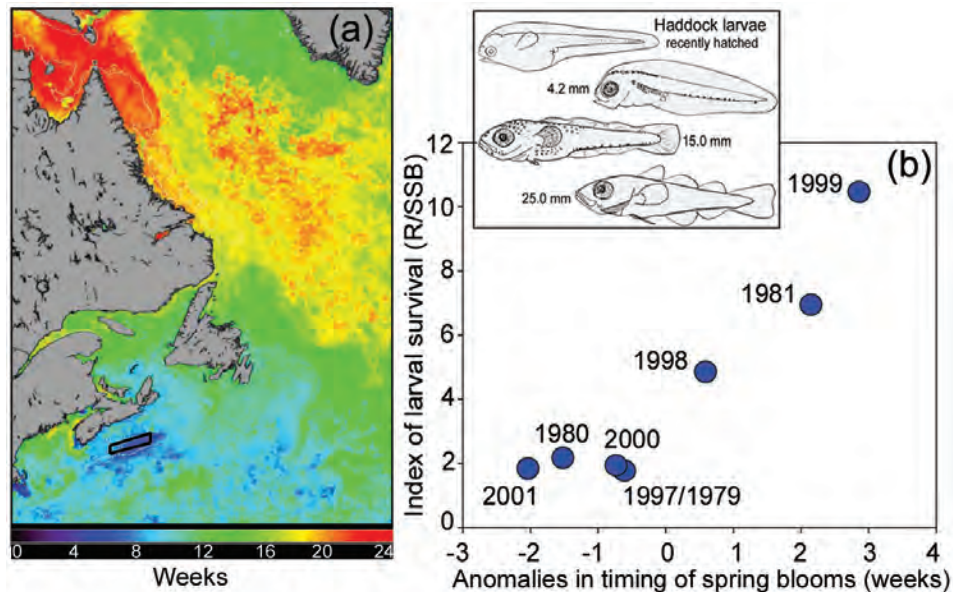 (a)
0 4 8 12 16 20 24
Weeks
Haddock larvae
recently hatched
4.2 mm
15.0 mm
25.0 mm
(b)
Index of larval survival (R/SSB)
12
10
8
6
4
2
0
1999
1981
1998
1980
2000
2001
1997/1979
-3 -2 -1 0 1 2 3 4
Anomalies in timing of spring blooms (weeks)